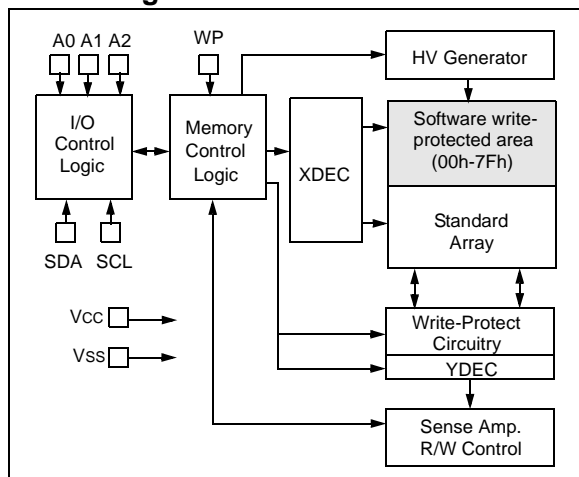 A0 A1 A2
WP
HV Generator
I/O
Control
Logic
Memory
Control
Logic
XDEC
Software write-
protected area
(00h-7Fh)
Standard
Array
SDA SCL
VCC
VSS
Write-Protect
Circuitry
YDEC
Sense Amp.
R/W Control